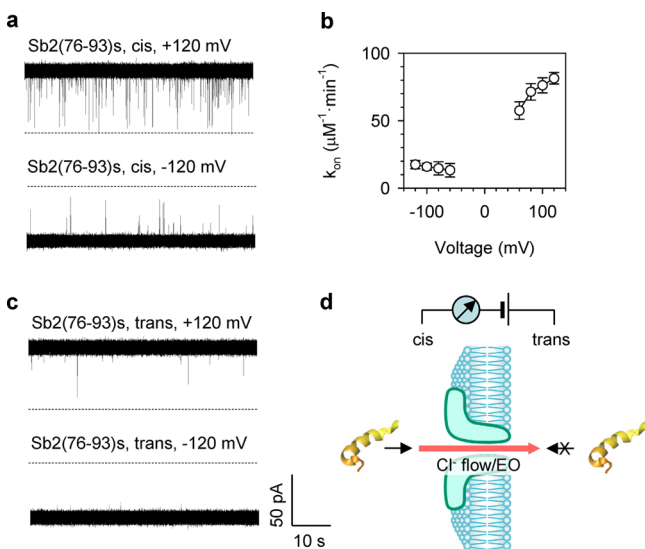 a
Sb2(76-93)s, cis, +120 mV
Sb2(76-93)s, cis, -120 mV
b
100
50
0
-100
0
100
kon (μM-1·min-1)
Voltage (mV)
c
Sb2(76-93)s, trans, +120 mV
Sb2(76-93)s, trans, -120 mV
50 pA
10 s
d
cis
trans
Cl- flow/EO